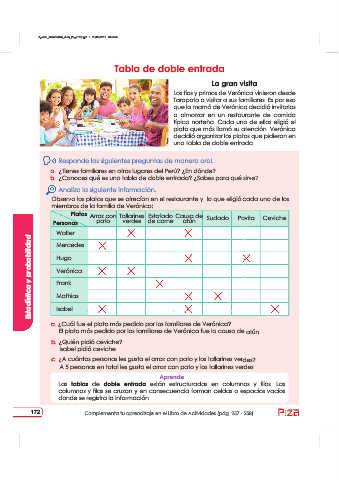 Tabla de doble entrada
La gran visita
Los tíos y primos de Verónica vinieron desde
Tarapoto a visitar a sus familiares. Es por eso
que la mamá de Verónica decidió invitarlos
a almorzar en un restaurante de comida
típica norteña. Cada uno de ellos eligió el
plato que más llamó su atención. Verónica
decidió organizar los platos que pidieron en
una tabla de doble entrada.
Responde las siguientes preguntas de manera oral.
a. ¿Tienes familiares en otros lugares del Perú? ¿En dónde?
b. ¿Conoces qué es una tabla de doble entrada? ¿Sabes para qué sirve?
Analiza la siguiente información.
Observa los platos que se ofrecían en el restaurante y lo que eligió cada uno de los
miembros de la familia de Verónica:
Platos Arroz con Tallarines Estofado Causa de Sudado Pavita Ceviche
Personas pato verdes de carne atún
Walter X X
Mercedes X
Hugo X X
Verónica X X
Frank X
Mathías X X
Isabel X X X
a. ¿Cuál fue el plato más pedido por los familiares de Verónica?
El plato más pedido por los familiares de Verónica fue la causa de atún
b. ¿Quién pidió ceviche?
Isabel pidió ceviche
c. ¿A cuántas personas les gusta el arroz con pato y los tallarines verdes?
A 5 personas en total les gusta el arroz con pato y los tallarines verdes
Aprende
Las tablas de doble entrada están estructuradas en columnas y filas. Las
columnas y filas se cruzan y en consecuencia forman celdas o espacios vacíos
donde se registra la información.
Estadística y probabilidad
172
Complementa tu aprendizaje en el Libro de Actividades (pág. 337 - 338)